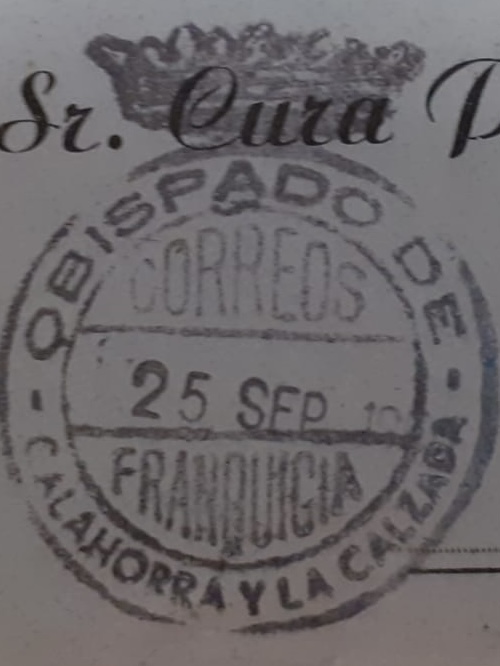 Sr. Cura
OBISPADO DE
CORREOS
25 SEP
FRANQUICIA
- CALAHORRA Y LA CALZADA -